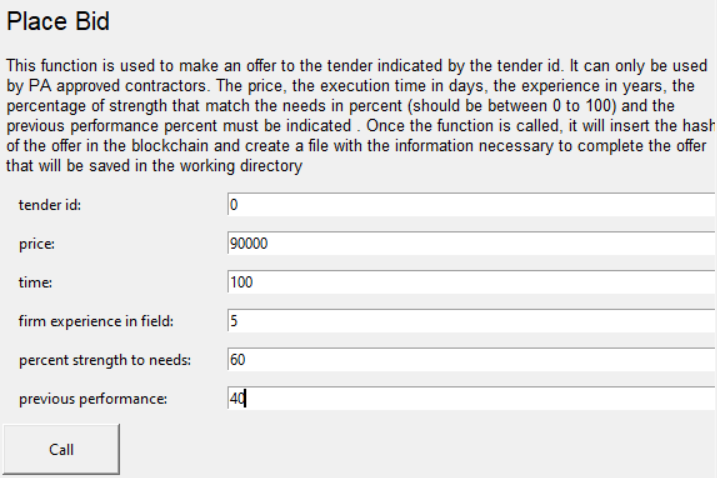 Place Bid
This function is used to make an offer to the tender indicated by the tender id. It can only be used
by PA approved contractors. The price, the execution time in days, the experience in years, the
percentage of strength that match the needs in percent (should be between 0 to 100) and the
previous performance percent must be indicated . Once the function is called, it will insert the hash
of the offer in the blockchain and create a file with the information necessary to complete the offer
that will be saved in the working directory
tender id: 0
price: 90000
time: 100
firm experience in field: 5
percent strength to needs: 60
previous performance: 40
Call